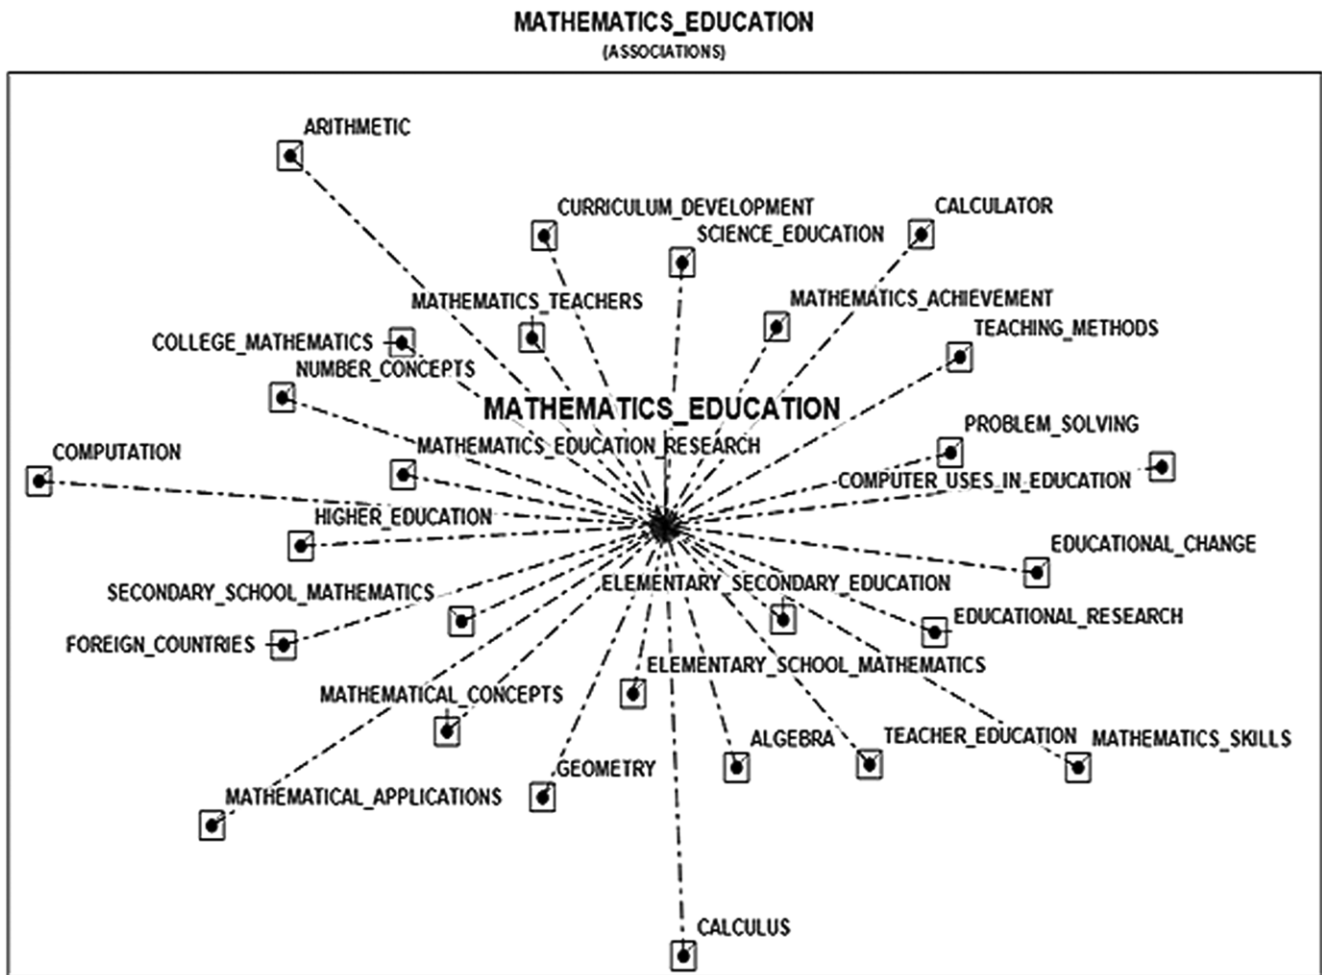 MATHEMATICS_EDUCATION
(ASSOCIATIONS)
ARITHMETIC
CURRICULUM_DEVELOPMENT
CALCULATOR
SCIENCE_EDUCATION
MATHEMATICS_TEACHERS
MATHEMATICS_ACHIEVEMENT
TEACHING_METHODS
COLLEGE_MATHEMATICS
NUMBER_CONCEPTS
MATHEMATICS_EDUCATION
PROBLEM_SOLVING
MATHEMATICS_EDUCATION_RESEARCH
COMPUTATION
COMPUTER_USES_IN_EDUCATION
HIGHER_EDUCATION
EDUCATIONAL_CHANGE
ELEMENTARY_SECONDARY_EDUCATION
SECONDARY_SCHOOL_MATHEMATICS
EDUCATIONAL_RESEARCH
FOREIGN_COUNTRIES
ELEMENTARY_SCHOOL_MATHEMATICS
MATHEMATICAL_CONCEPTS
ALGEBRA
TEACHER_EDUCATION
MATHEMATICS_SKILLS
GEOMETRY
MATHEMATICAL_APPLICATIONS
CALCULUS